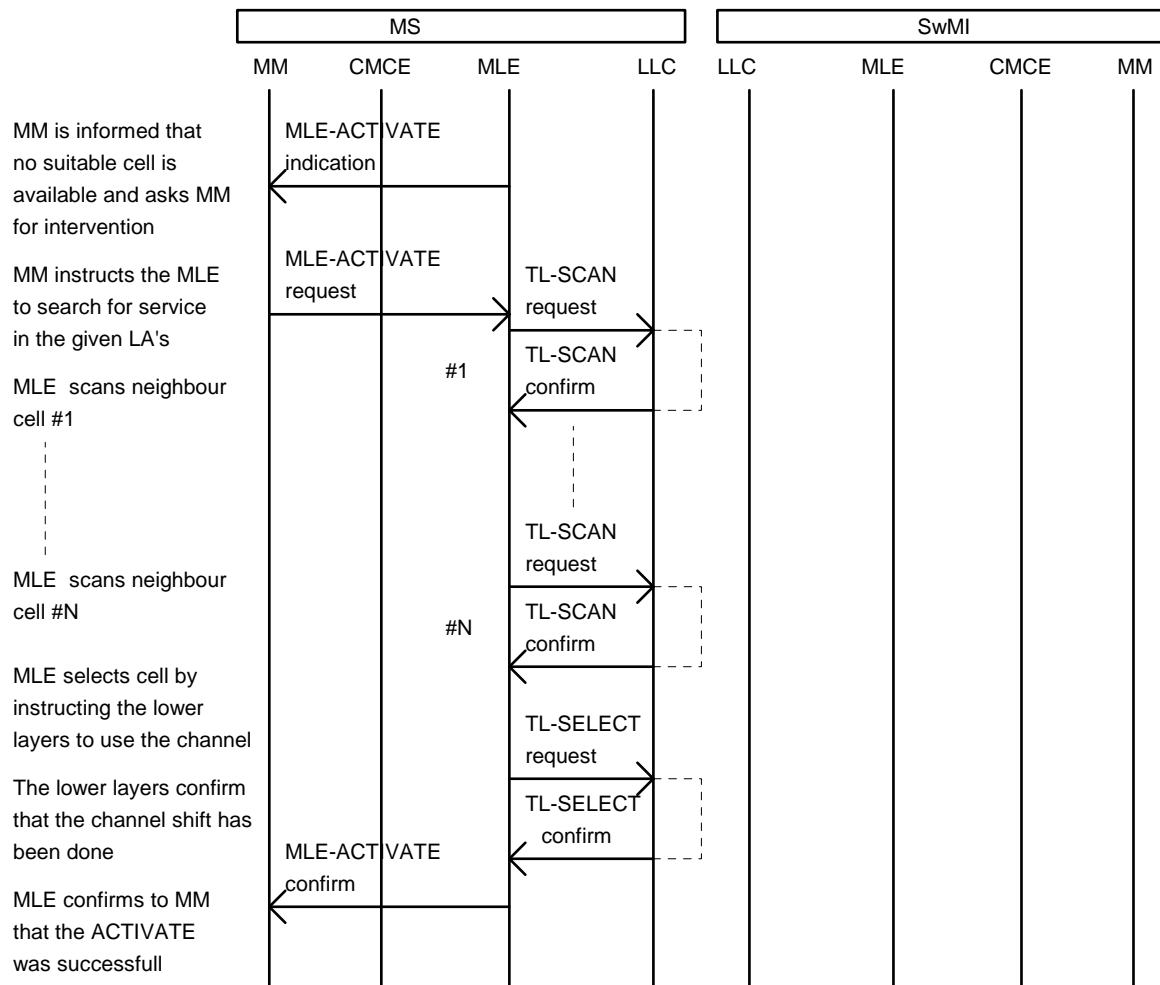 MS
SwMI
MM
CMCE
MLE
LLC
LLC
MLE
CMCE
MM
MM is informed that
no suitable cell is
available and asks MM
for intervention
MLE-ACTIVATE
indication
MM instructs the MLE
to search for service
in the given LA's
MLE-ACTIVATE
request
TL-SCAN
request
#1
TL-SCAN
confirm
MLE scans neighbour
cell #1
TL-SCAN
request
MLE scans neighbour
cell #N
#N
TL-SCAN
confirm
MLE selects cell by
instructing the lower
layers to use the channel
TL-SELECT
request
The lower layers confirm
that the channel shift has
been done
TL-SELECT
confirm
MLE-ACTIVATE
confirm
MLE confirms to MM
that the ACTIVATE
was successfull